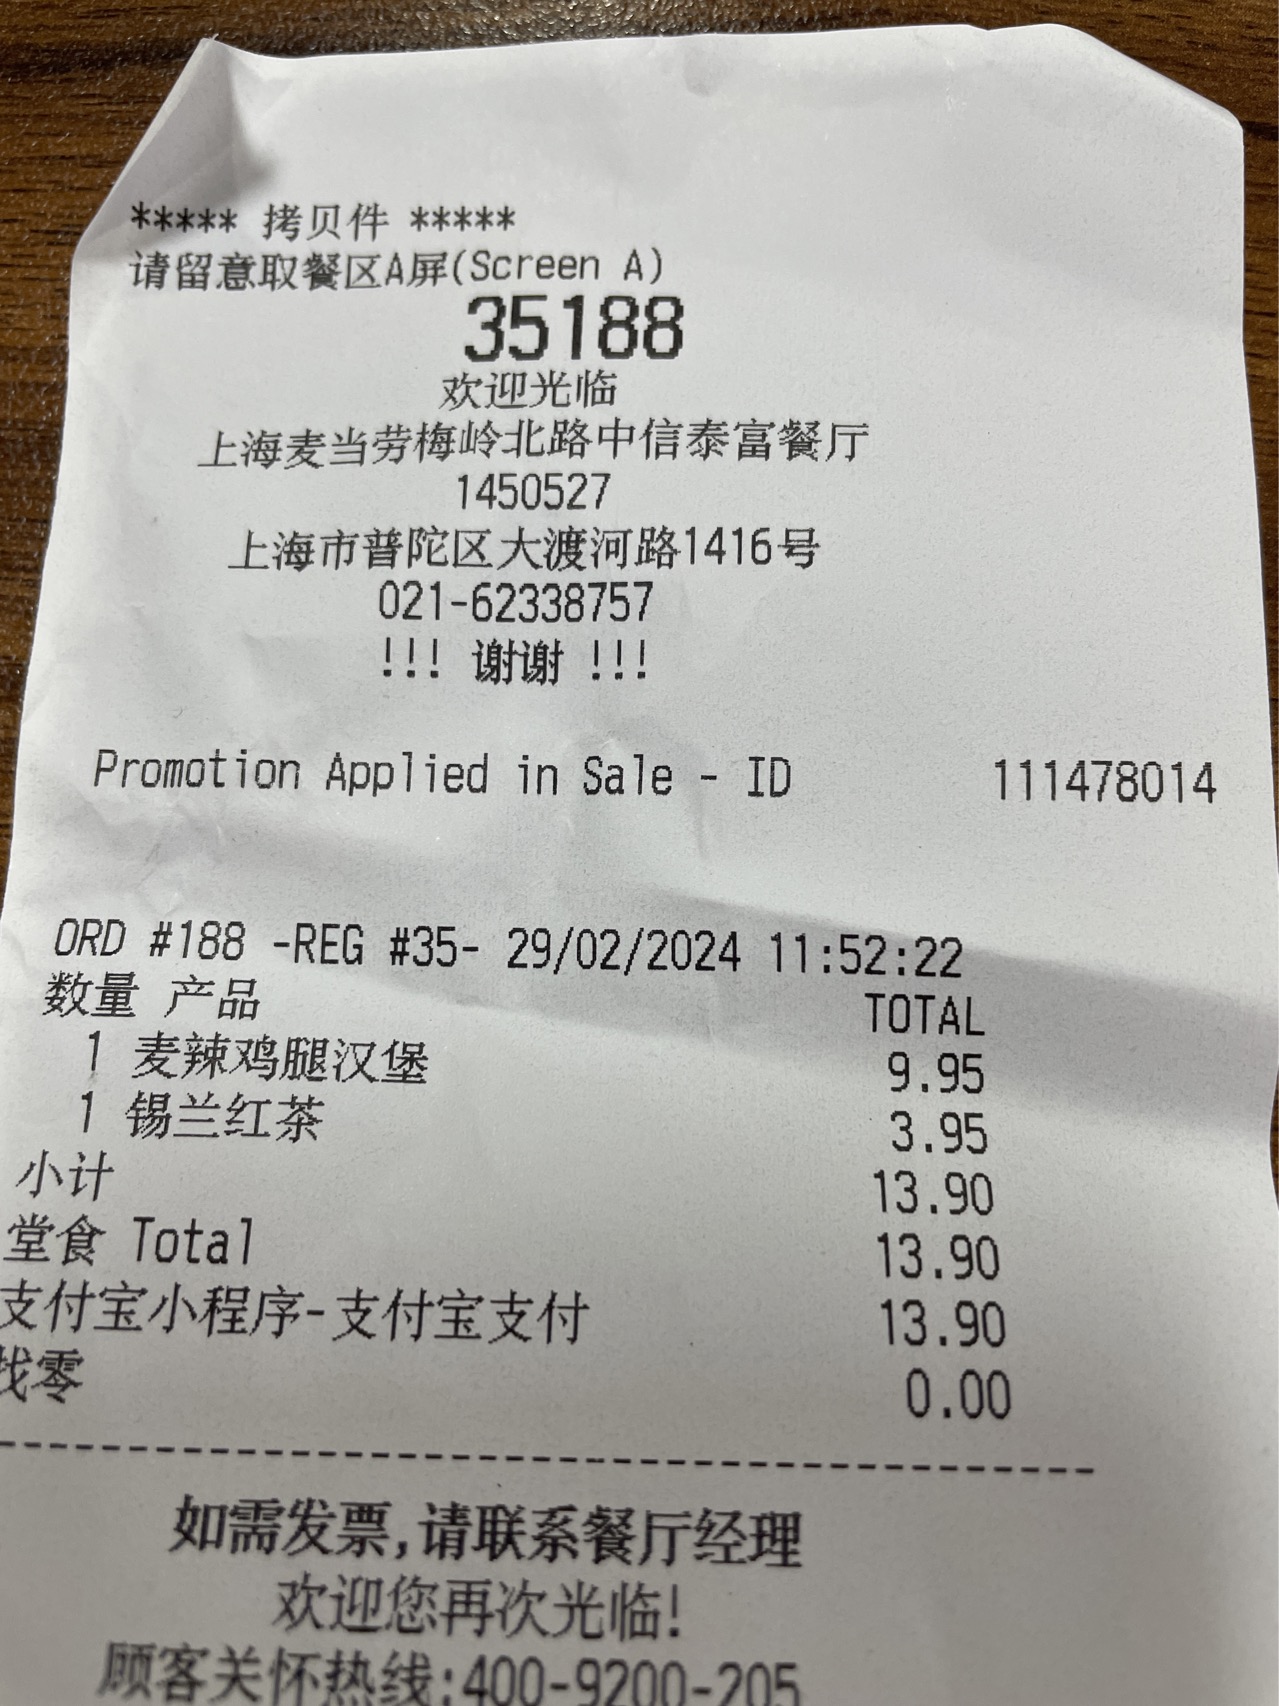 ***** 拷贝件 *****
请留意取餐区A屏(Screen A)
35188
欢迎光临
上海麦当劳梅岭北路中信泰富餐厅
1450527
上海市普陀区大渡河路1416号
021-62338757
!!! 谢谢 !!!
Promotion Applied in Sale - ID 111478014
ORD #188 -REG #35- 29/02/2024 11:52:22
数量 产品 TOTAL
1 麦辣鸡腿汉堡 9.95
1 锡兰红茶 3.95
小计 13.90
堂食 Total 13.90
支付宝小程序-支付宝支付 13.90
找零 0.00
如需发票,请联系餐厅经理
欢迎您再次光临!
顾客关怀热线:400-9200-205